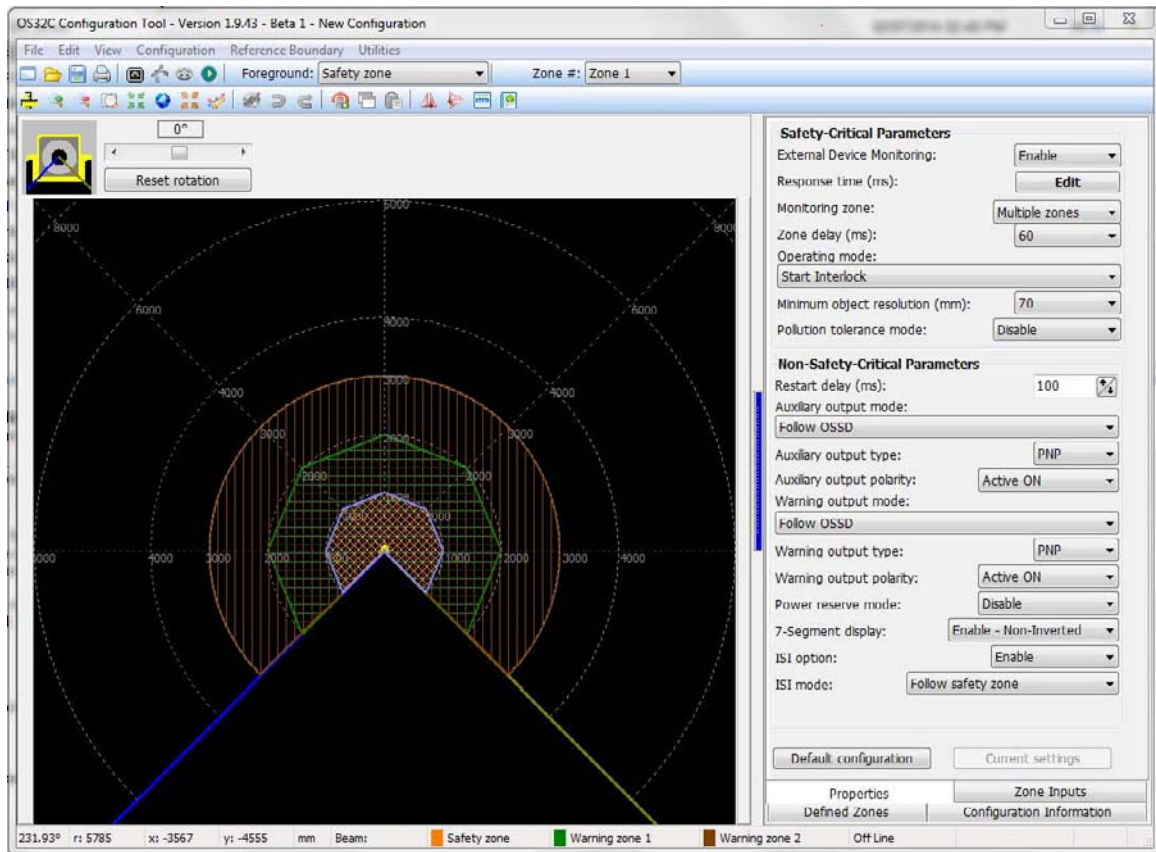 OS32C Configuration Tool - Version 1.9.43 - Beta 1 - New Configuration
File Edit View Configuration Reference Boundary Utilities
Foreground: Safety zone Zone #: Zone 1
0°
Reset rotation
5000
8000 8000
6000 6000
4000
3000
4000 4000
3000 3000
2000
2000
1000 1000
5000 4000 3000 2000 1000 2000 3000 4000
Safety-Critical Parameters
External Device Monitoring: Enable
Response time (ms): Edit
Monitoring zone: Multiple zones
Zone delay (ms): 60
Operating mode:
Start Interlock
Minimum object resolution (mm): 70
Pollution tolerance mode: Disable
Non-Safety-Critical Parameters
Restart delay (ms): 100
Auxiliary output mode:
Follow OSSD
Auxiliary output type: PNP
Auxiliary output polarity: Active ON
Warning output mode:
Follow OSSD
Warning output type: PNP
Warning output polarity: Active ON
Power reserve mode: Disable
7-Segment display: Enable - Non-Inverted
ISI option: Enable
ISI mode: Follow safety zone
Default configuration Current settings
Properties Zone Inputs
Defined Zones Configuration Information
231.93° r: 5785 x: -3567 y: -4555 mm Beam: Safety zone Warning zone 1 Warning zone 2 Off Line